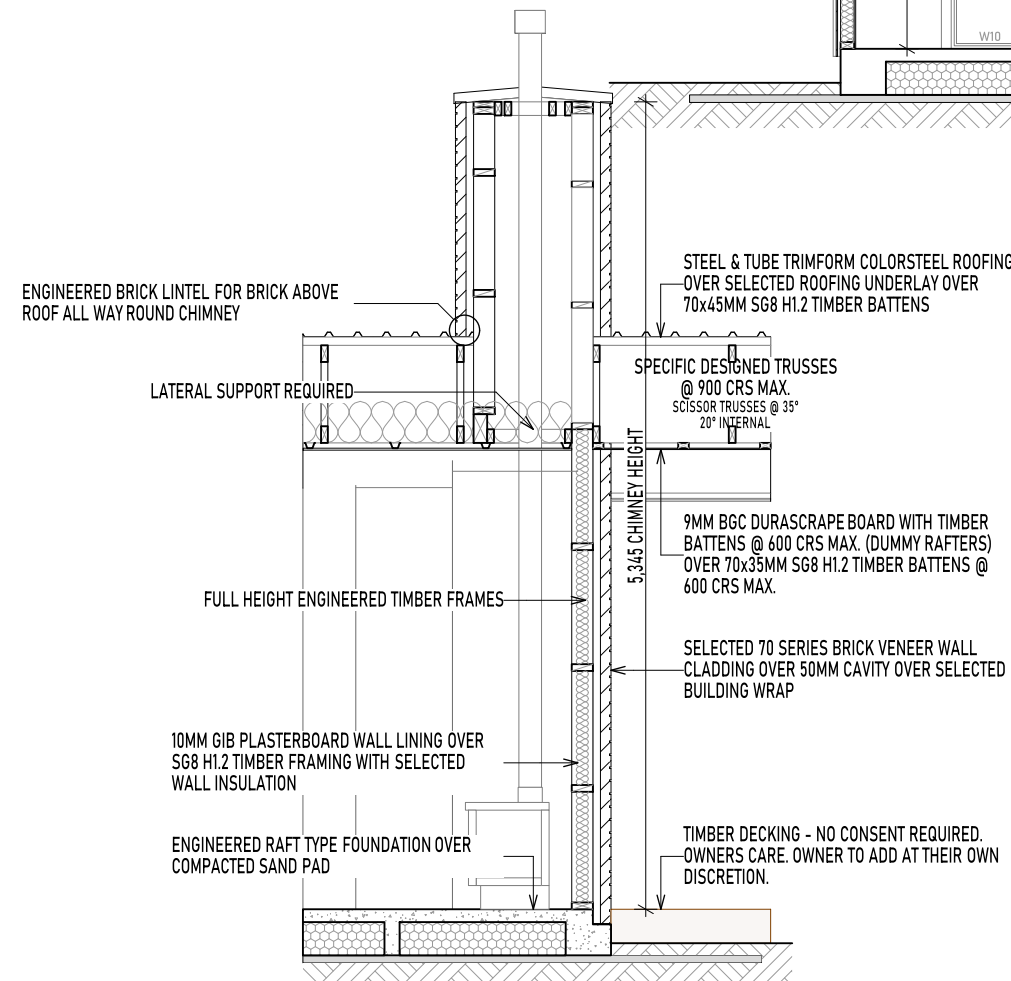 W10
STEEL & TUBE TRIMFORM COLORSTEEL ROOFING
OVER SELECTED ROOFING UNDERLAY OVER
70x45MM SG8 H1.2 TIMBER BATTENS
ENGINEERED BRICK LINTEL FOR BRICK ABOVE
ROOF ALL WAY ROUND CHIMNEY
SPECIFIC DESIGNED TRUSSES
@ 900 CRS MAX.
SCISSOR TRUSSES @ 35°
20° INTERNAL
LATERAL SUPPORT REQUIRED
5,345 CHIMNEY HEIGHT
9MM BGC DURASCRAPE BOARD WITH TIMBER
BATTENS @ 600 CRS MAX. (DUMMY RAFTERS)
OVER 70x35MM SG8 H1.2 TIMBER BATTENS @
600 CRS MAX.
FULL HEIGHT ENGINEERED TIMBER FRAMES
SELECTED 70 SERIES BRICK VENEER WALL
CLADDING OVER 50MM CAVITY OVER SELECTED
BUILDING WRAP
10MM GIB PLASTERBOARD WALL LINING OVER
SG8 H1.2 TIMBER FRAMING WITH SELECTED
WALL INSULATION
ENGINEERED RAFT TYPE FOUNDATION OVER
COMPACTED SAND PAD
TIMBER DECKING - NO CONSENT REQUIRED.
OWNERS CARE. OWNER TO ADD AT THEIR OWN
DISCRETION.